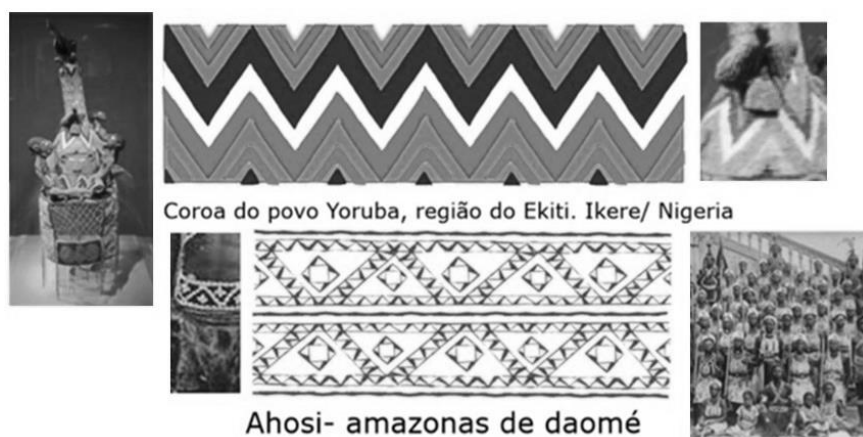 Coroa do povo Yoruba, região do Ekiti. Ikere/ Nigeria
Ahosi- amazonas de daomé